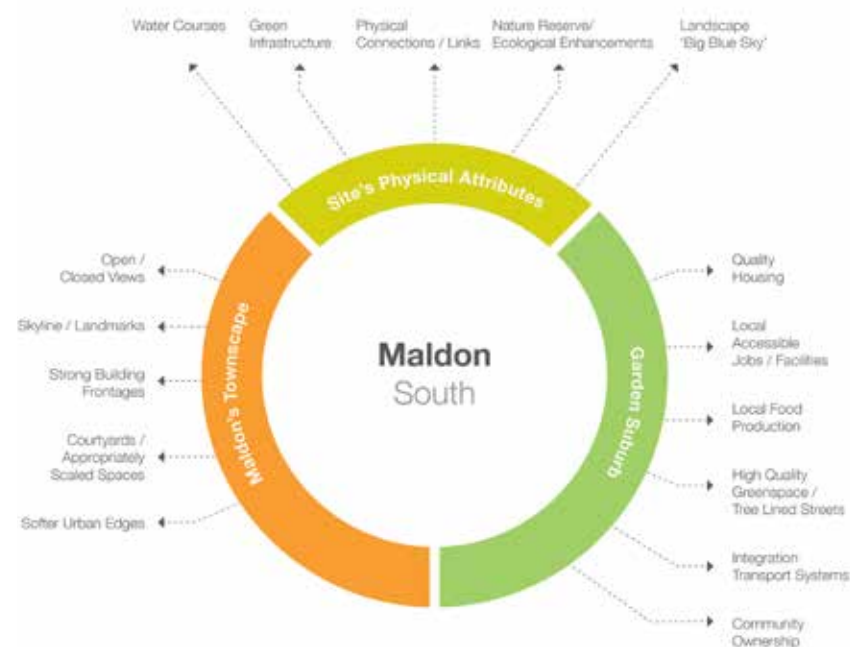 Water Courses
Green
Infrastructure
Physical
Connections / Links
Nature Reserve/
Ecological Enhancements
Landscape
'Big Blue Sky'
Site's Physical Attributes
Open /
Closed Views
Skyline / Landmarks
Strong Building
Frontages
Courtyards /
Appropriately
Scaled Spaces
Softer Urban Edges
Maldon's Townscape
Maldon
South
Garden Suburb
Quality
Housing
Local
Accessible
Jobs / Facilities
Local Food
Production
High Quality
Greenspace /
Tree Lined Streets
Integration
Transport Systems
Community
Ownership